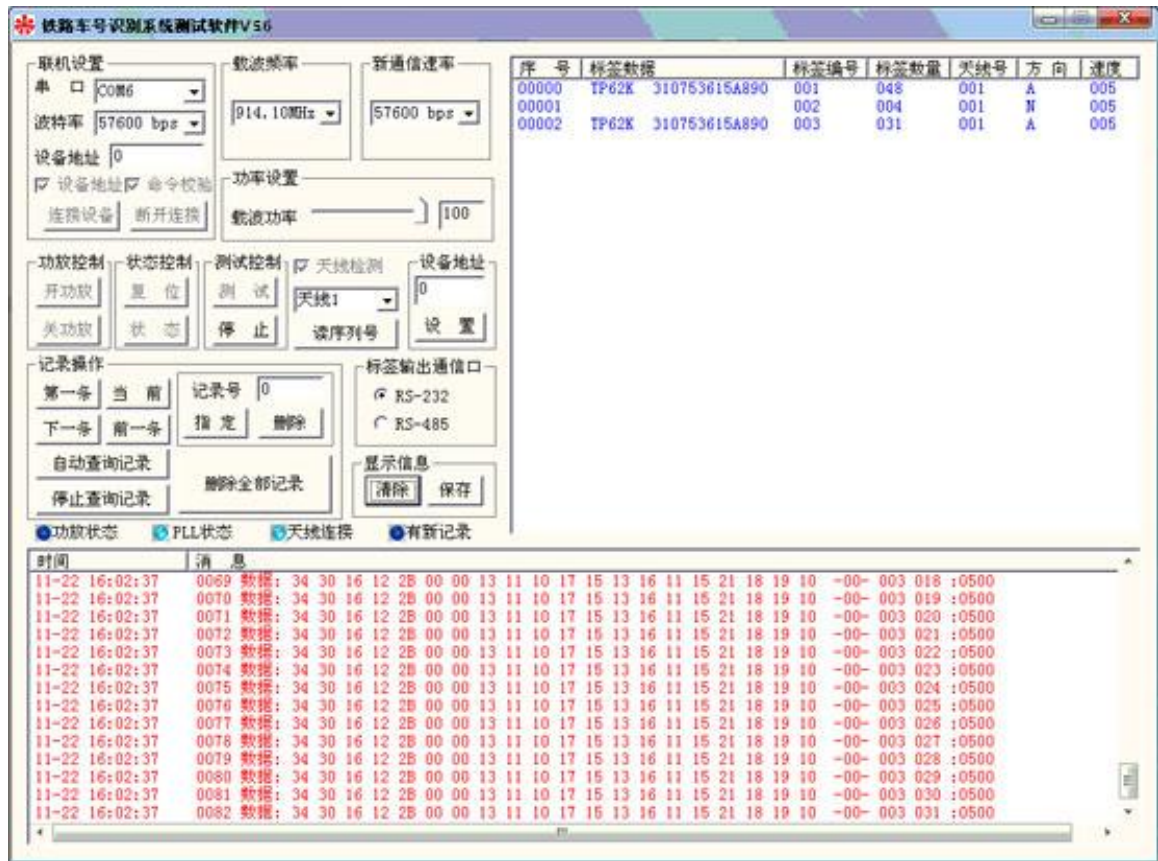 铁路车号识别系统测试软件V56
联机设置
串 口 COM6
波特率 57600 bps
设备地址 0
设备地址 命令校验
连接设备 断开连接
载波频率
914.10MHz
新通信速率
57600 bps
功率设置
载波功率 100
功放控制
开功放
关功放
状态控制
复 位
状 态
测试控制
测 试
停 止
天线检测
天线1
读序列号
设备地址
0
设 置
记录操作
第一条 当 前
下一条 前一条
记录号 0
指 定 删除
自动查询记录
停止查询记录
删除全部记录
标签输出通信口
RS-232
RS-485
显示信息
清除 保存
功放状态 PLL状态 天线连接 有新记录
序 号 标签数据 标签编号 标签数量 天线号 方 向 速度
00000 TP62K 310753615A890 001 048 001 A 005
00001 002 004 001 N 005
00002 TP62K 310753615A890 003 031 001 A 005
时间 消 息
11-22 16:02:37 0069 数据: 34 30 16 12 2B 00 00 13 11 10 17 15 13 16 11 15 21 18 19 10 -00- 003 018 :0500
11-22 16:02:37 0070 数据: 34 30 16 12 2B 00 00 13 11 10 17 15 13 16 11 15 21 18 19 10 -00- 003 019 :0500
11-22 16:02:37 0071 数据: 34 30 16 12 2B 00 00 13 11 10 17 15 13 16 11 15 21 18 19 10 -00- 003 020 :0500
11-22 16:02:37 0072 数据: 34 30 16 12 2B 00 00 13 11 10 17 15 13 16 11 15 21 18 19 10 -00- 003 021 :0500
11-22 16:02:37 0073 数据: 34 30 16 12 2B 00 00 13 11 10 17 15 13 16 11 15 21 18 19 10 -00- 003 022 :0500
11-22 16:02:37 0074 数据: 34 30 16 12 2B 00 00 13 11 10 17 15 13 16 11 15 21 18 19 10 -00- 003 023 :0500
11-22 16:02:37 0075 数据: 34 30 16 12 2B 00 00 13 11 10 17 15 13 16 11 15 21 18 19 10 -00- 003 024 :0500
11-22 16:02:37 0076 数据: 34 30 16 12 2B 00 00 13 11 10 17 15 13 16 11 15 21 18 19 10 -00- 003 025 :0500
11-22 16:02:37 0077 数据: 34 30 16 12 2B 00 00 13 11 10 17 15 13 16 11 15 21 18 19 10 -00- 003 026 :0500
11-22 16:02:37 0078 数据: 34 30 16 12 2B 00 00 13 11 10 17 15 13 16 11 15 21 18 19 10 -00- 003 027 :0500
11-22 16:02:37 0079 数据: 34 30 16 12 2B 00 00 13 11 10 17 15 13 16 11 15 21 18 19 10 -00- 003 028 :0500
11-22 16:02:37 0080 数据: 34 30 16 12 2B 00 00 13 11 10 17 15 13 16 11 15 21 18 19 10 -00- 003 029 :0500
11-22 16:02:37 0081 数据: 34 30 16 12 2B 00 00 13 11 10 17 15 13 16 11 15 21 18 19 10 -00- 003 030 :0500
11-22 16:02:37 0082 数据: 34 30 16 12 2B 00 00 13 11 10 17 15 13 16 11 15 21 18 19 10 -00- 003 031 :0500